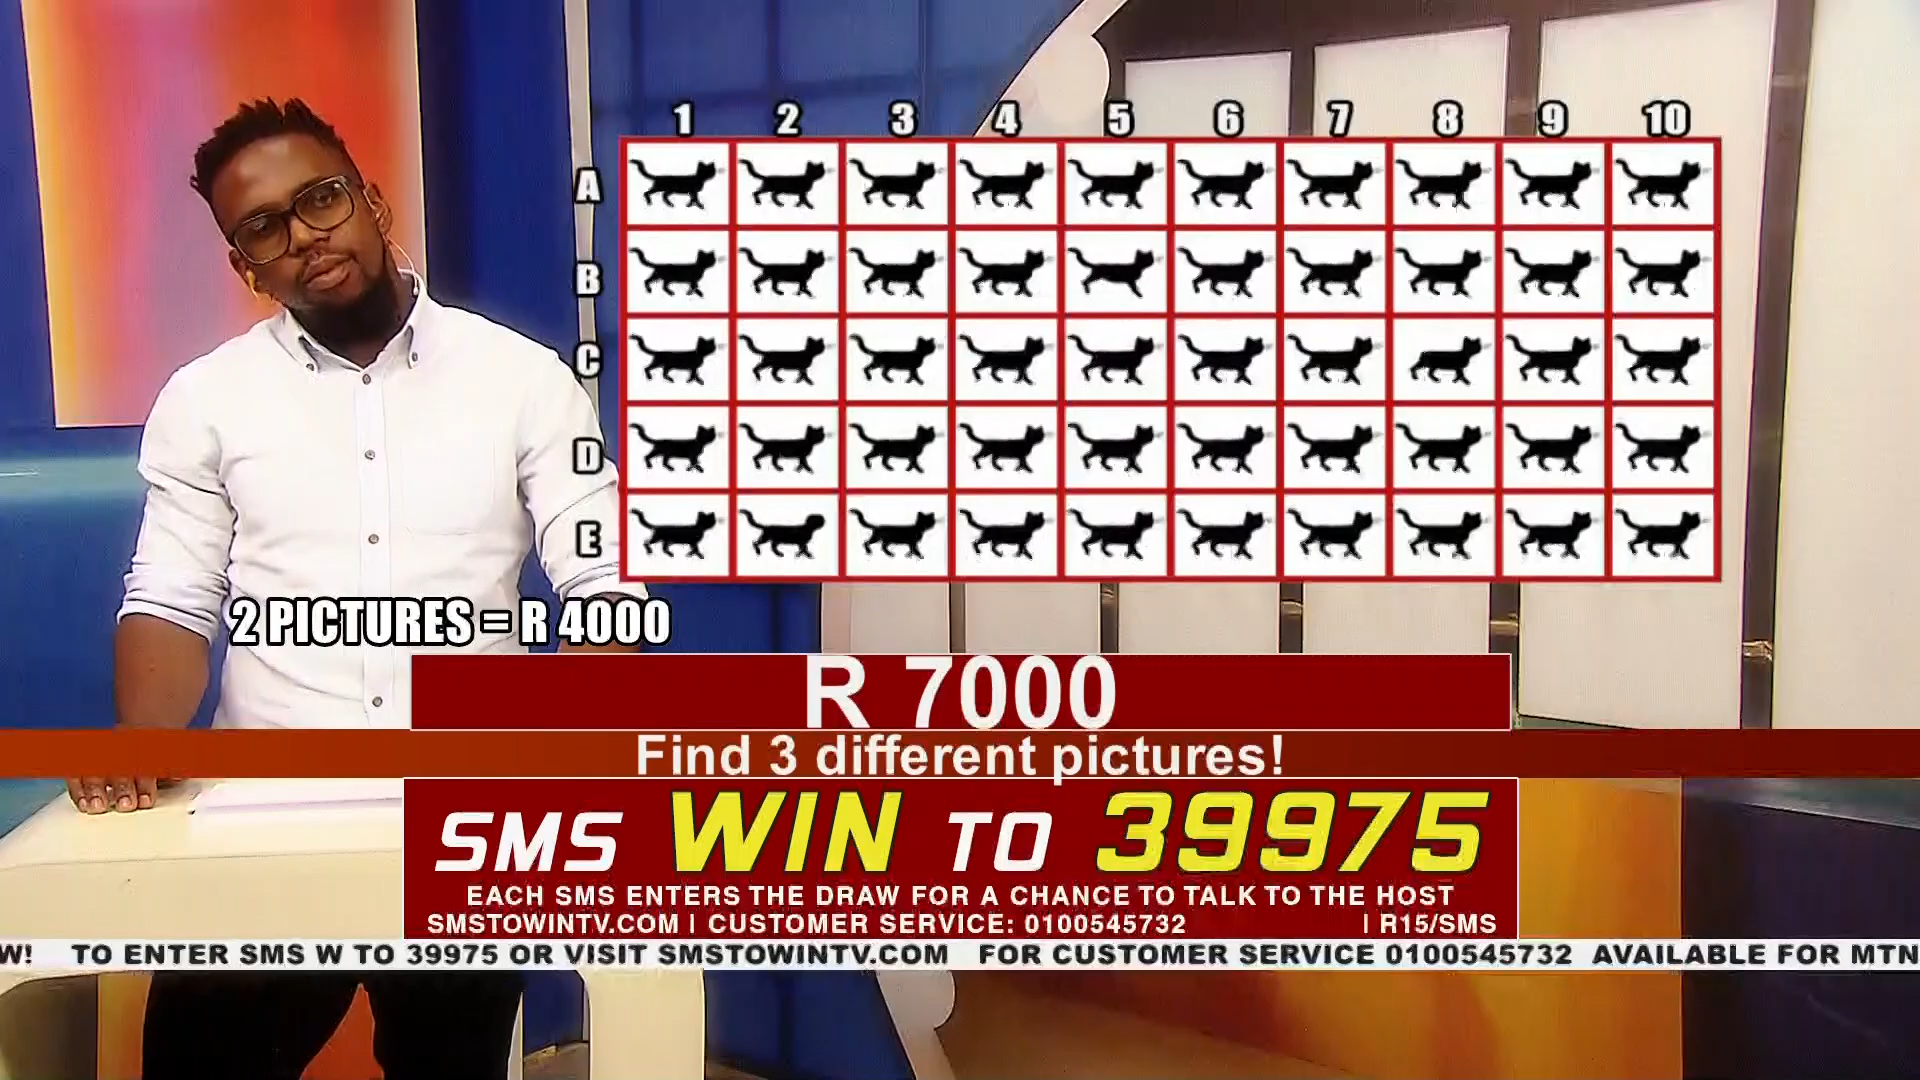 1 2 3 4 5 6 7 8 9 10
A
B
C
D
E
2 PICTURES = R 4000
R 7000
Find 3 different pictures!
SMS WIN TO 39975
EACH SMS ENTERS THE DRAW FOR A CHANCE TO TALK TO THE HOST
SMSTOWINTV.COM | CUSTOMER SERVICE: 0100545732 | R15/SMS
W! TO ENTER SMS W TO 39975 OR VISIT SMSTOWINTV.COM FOR CUSTOMER SERVICE 0100545732 AVAILABLE FOR MTN